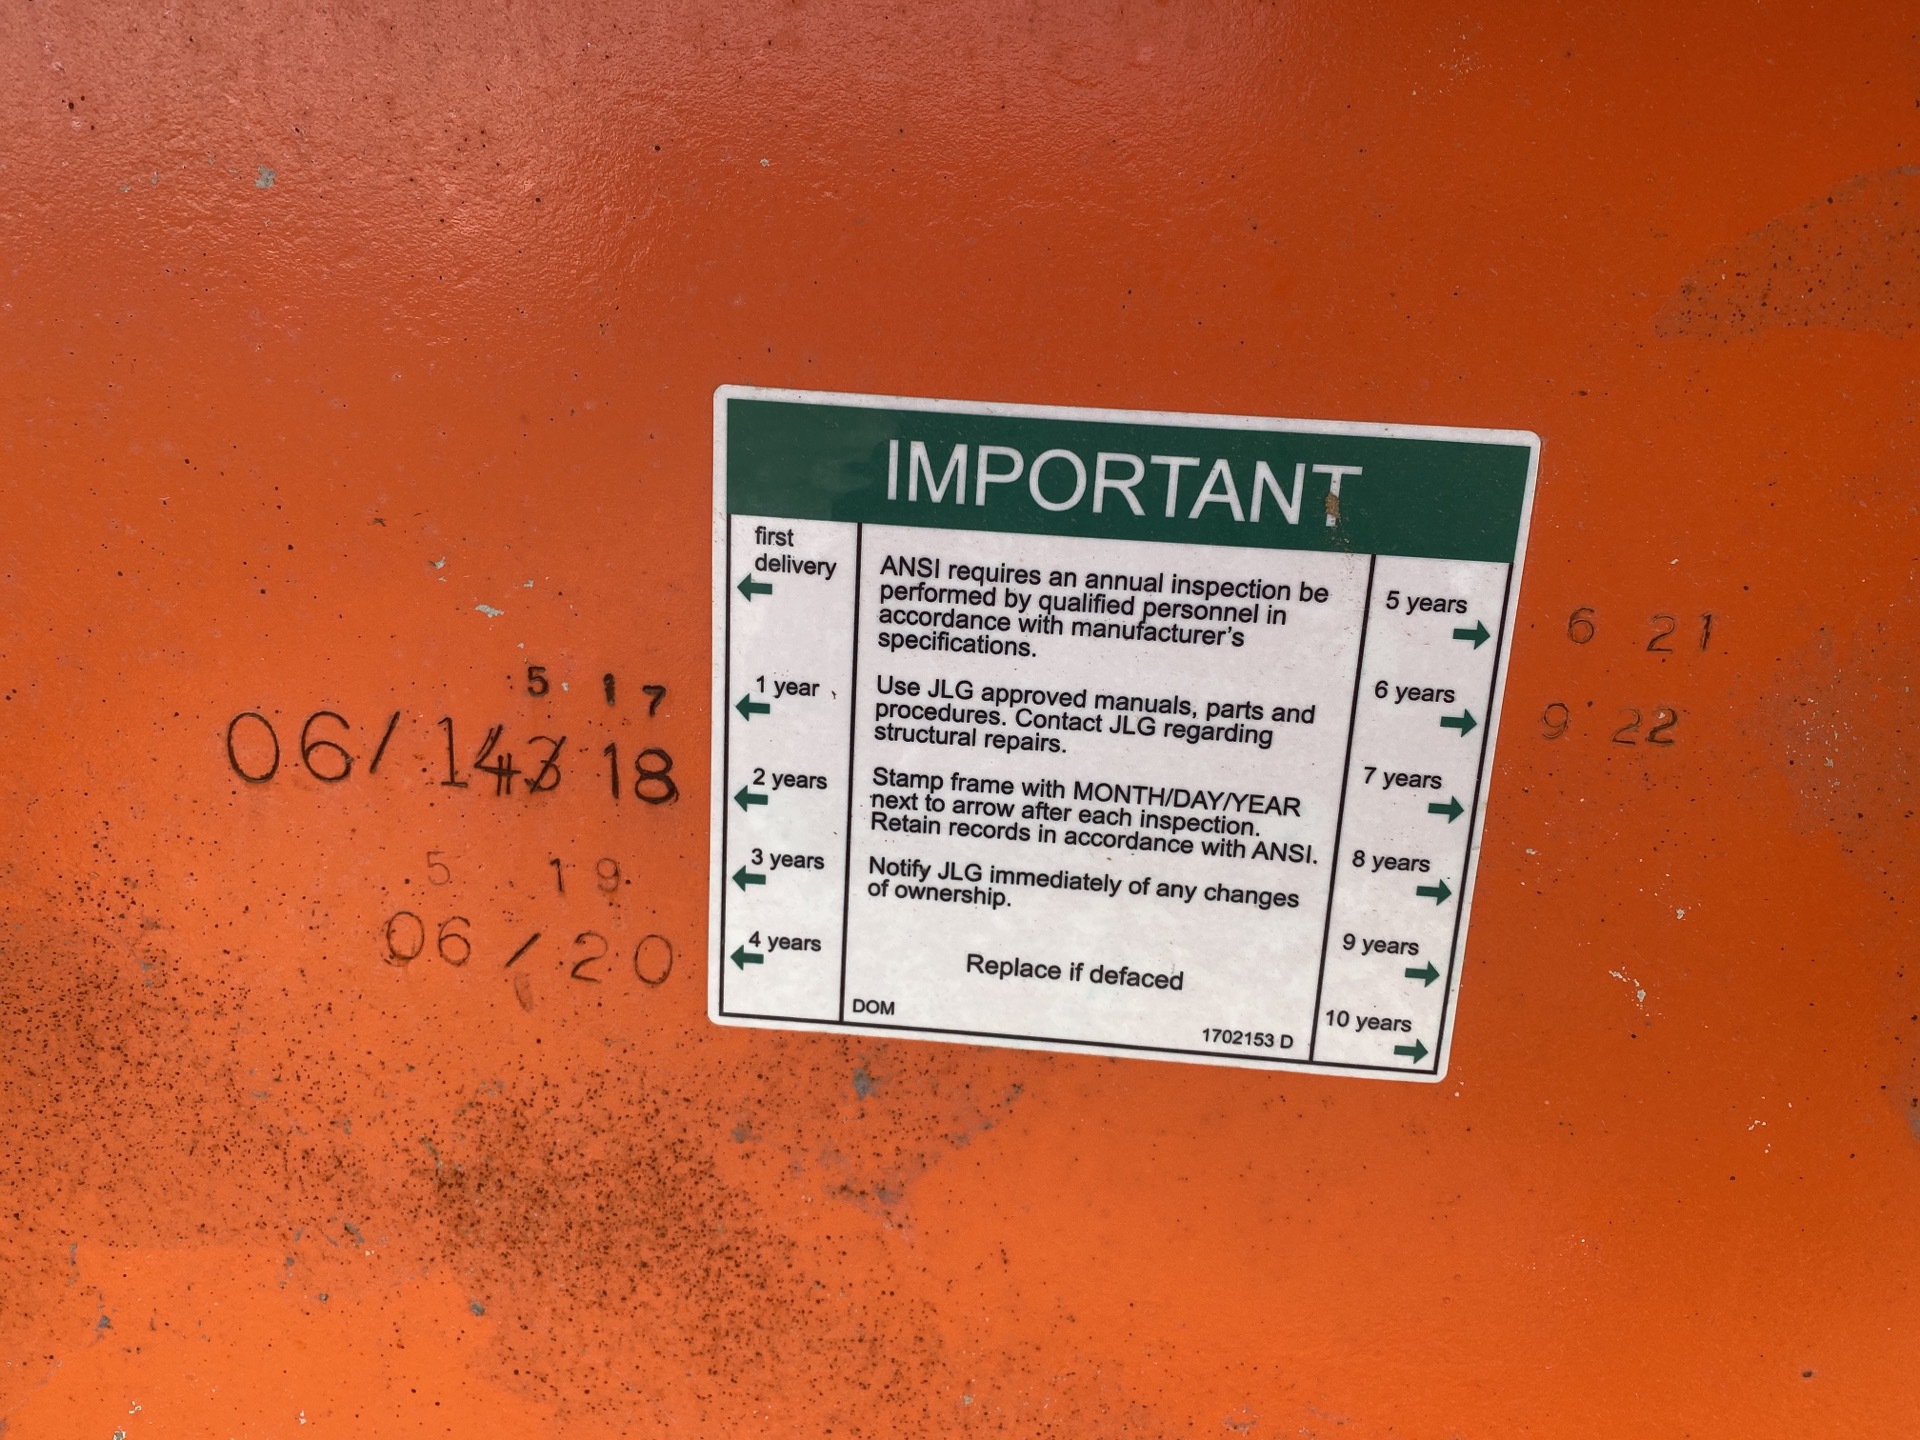 IMPORTANT
first
delivery
1 year
2 years
3 years
4 years
ANSI requires an annual inspection be
performed by qualified personnel in
accordance with manufacturer's
specifications.
Use JLG approved manuals, parts and
procedures. Contact JLG regarding
structural repairs.
Stamp frame with MONTH/DAY/YEAR
next to arrow after each inspection.
Retain records in accordance with ANSI.
Notify JLG immediately of any changes
of ownership.
Replace if defaced
DOM
1702153 D
5 years
6 years
7 years
8 years
9 years
10 years
5 17
06/ 14 18
5 19
06 / 20
6 21
9 22